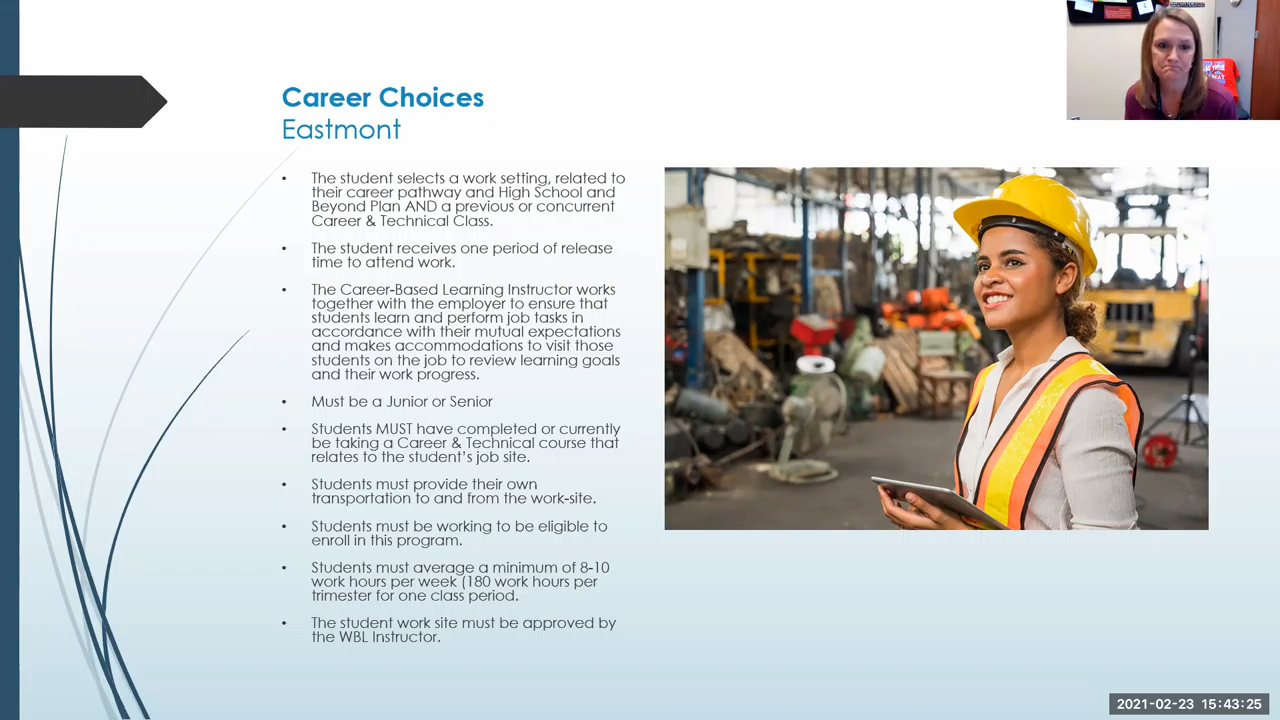 Career Choices
Eastmont
• The student selects a work setting, related to
their career pathway and High School and
Beyond Plan AND a previous or concurrent
Career & Technical Class.
• The student receives one period of release
time to attend work.
• The Career-Based Learning Instructor works
together with the employer to ensure that
students learn and perform job tasks in
accordance with their mutual expectations
and makes accommodations to visit those
students on the job to review learning goals
and their work progress.
• Must be a Junior or Senior
• Students MUST have completed or currently
be taking a Career & Technical course that
relates to the student's job site.
• Students must provide their own
transportation to and from the work-site.
• Students must be working to be eligible to
enroll in this program.
• Students must average a minimum of 8-10
work hours per week (180 work hours per
trimester for one class period.
• The student work site must be approved by
the WBL Instructor.
2021-02-23 15:43:25